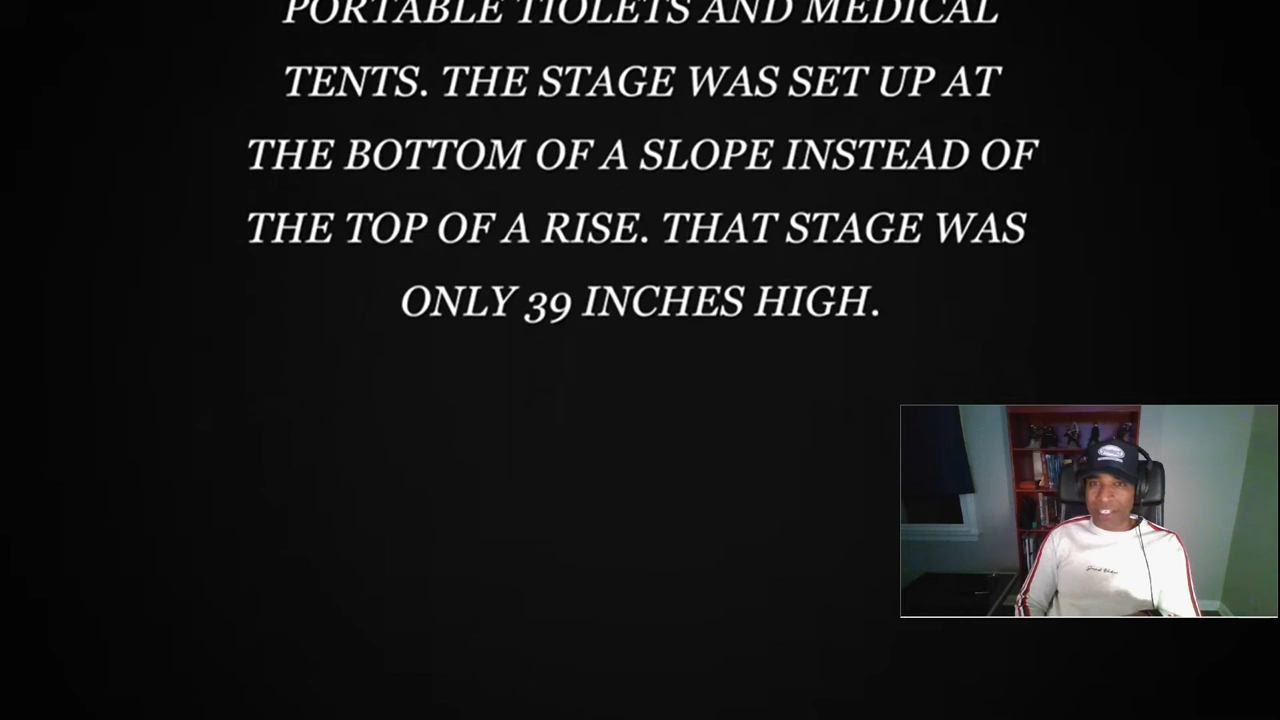 PORTABLE TIOLETS AND MEDICAL
TENTS. THE STAGE WAS SET UP AT
THE BOTTOM OF A SLOPE INSTEAD OF
THE TOP OF A RISE. THAT STAGE WAS
ONLY 39 INCHES HIGH.